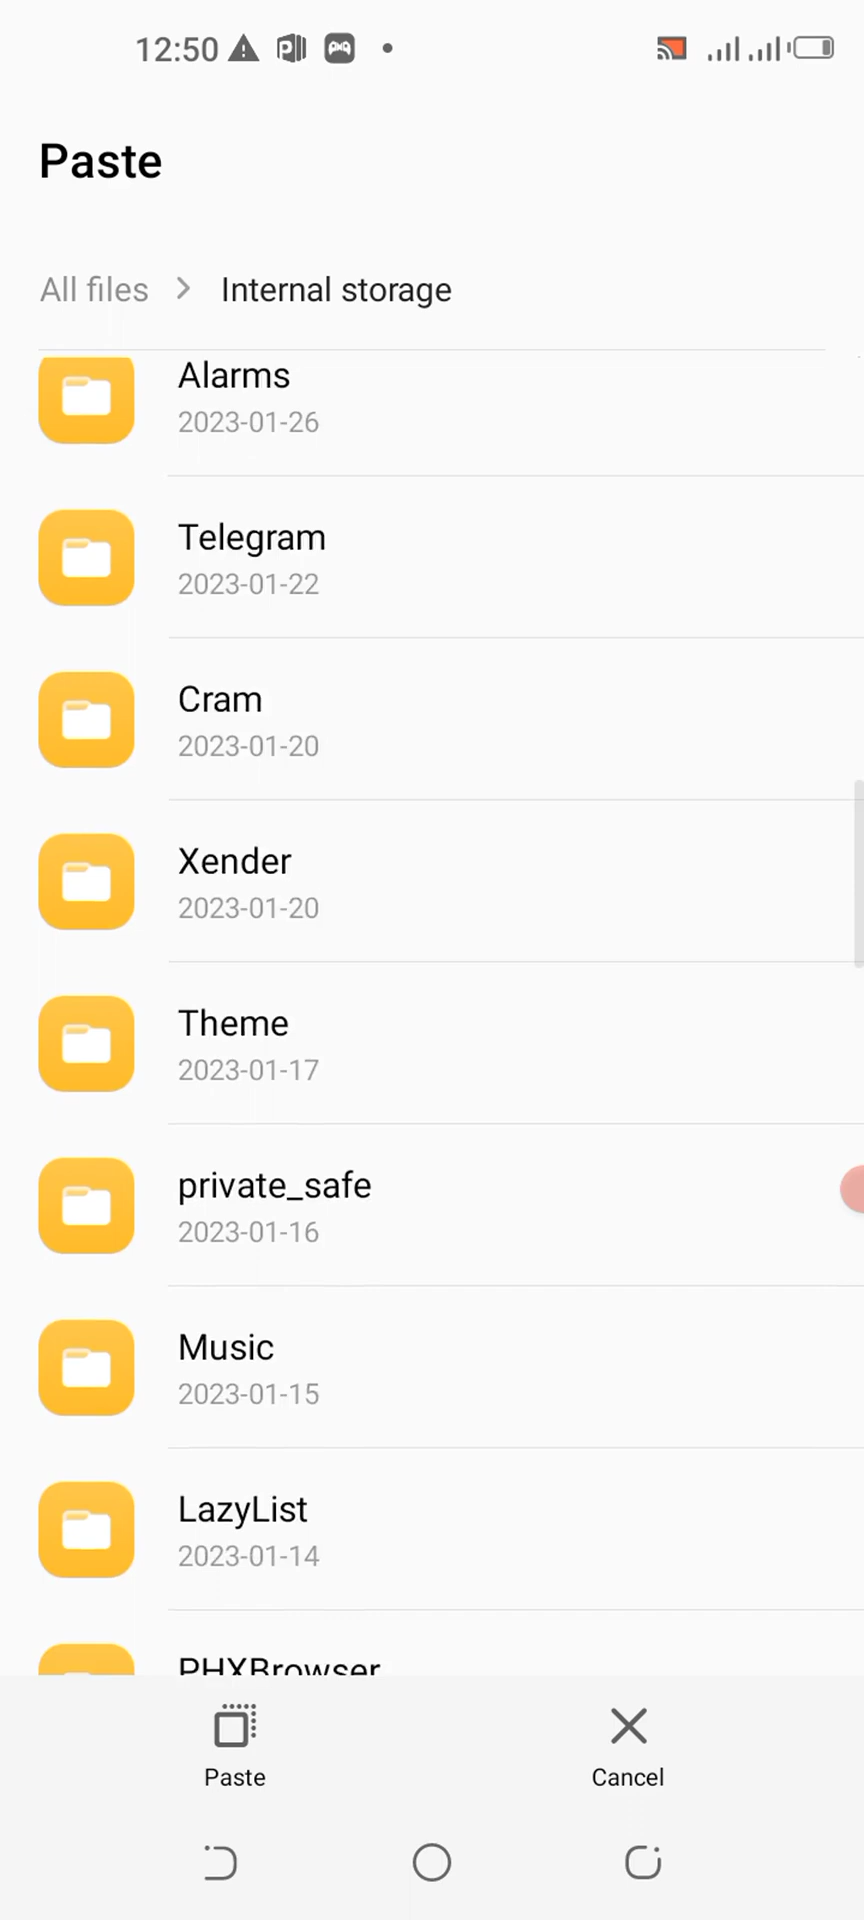 12:50
Paste
All files > Internal storage
Alarms
2023-01-26
Telegram
2023-01-22
Cram
2023-01-20
Xender
2023-01-20
Theme
2023-01-17
private_safe
2023-01-16
Music
2023-01-15
LazyList
2023-01-14
PHXBrowser
Paste
Cancel